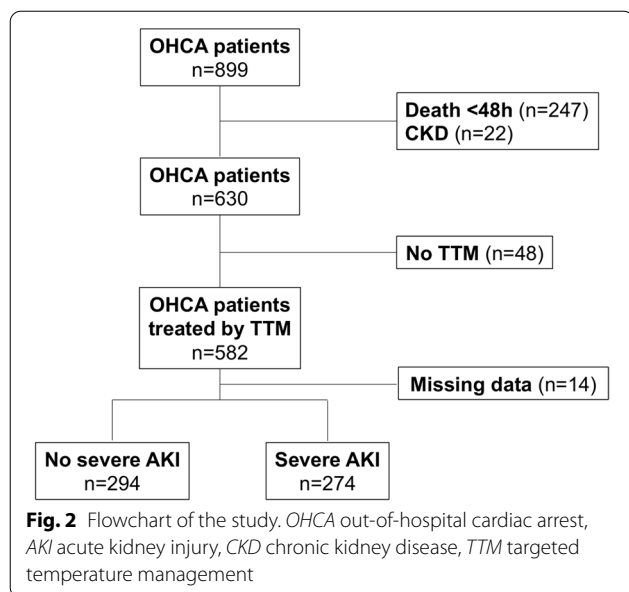 OHCA patients
n=899
Death <48h (n=247)
CKD (n=22)
OHCA patients
n=630
No TTM (n=48)
OHCA patients
treated by TTM
n=582
Missing data (n=14)
No severe AKI
n=294
Severe AKI
n=274
Fig. 2 Flowchart of the study. OHCA out-of-hospital cardiac arrest,
AKI acute kidney injury, CKD chronic kidney disease, TTM targeted
temperature management